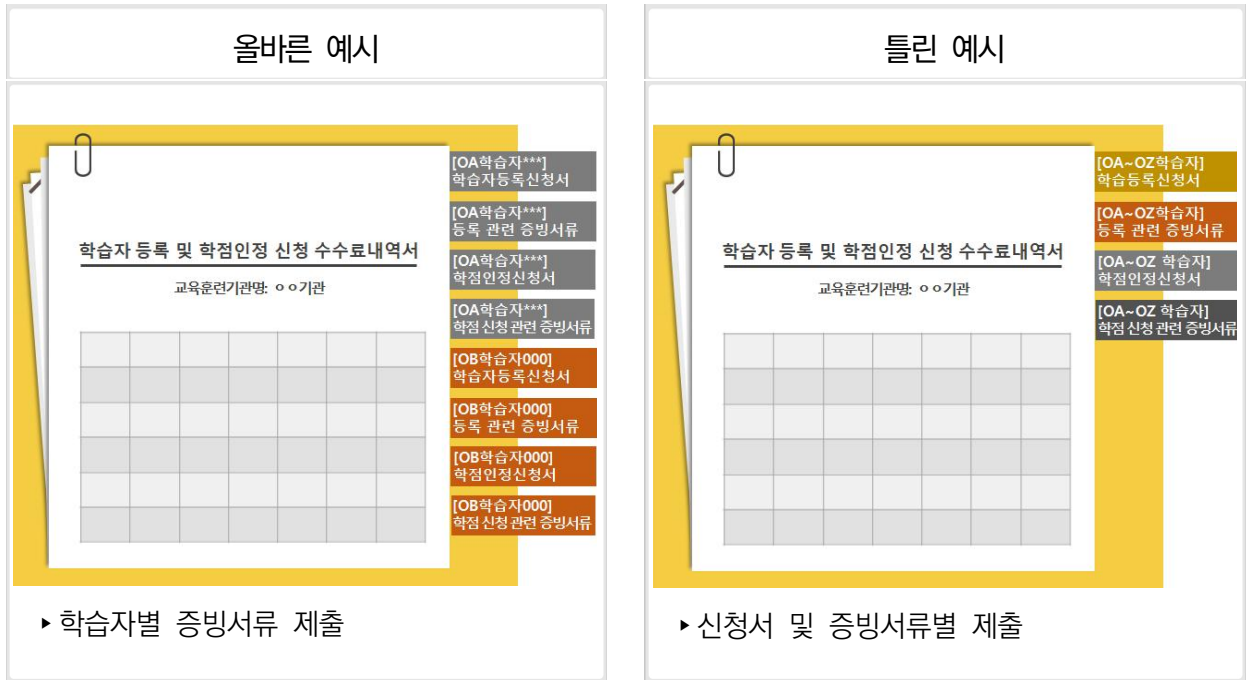 올바른 예시
[OA학습자***]
학습자등록신청서
[OA학습자***]
등록 관련 증빙서류
[OA학습자***]
학점인정신청서
[OA학습자***]
학점 신청 관련 증빙서류
[OB학습자000]
학습자등록신청서
[OB학습자000]
등록 관련 증빙서류
[OB학습자000]
학점인정신청서
[OB학습자000]
학점 신청 관련 증빙서류
학습자 등록 및 학점인정 신청 수수료내역서
교육훈련기관명: ㅇㅇ기관
▸학습자별 증빙서류 제출
틀린 예시
[OA~OZ학습자]
학습등록신청서
[OA~OZ학습자]
등록 관련 증빙서류
[OA~OZ 학습자]
학점인정신청서
[OA~OZ 학습자]
학점 신청 관련 증빙서류
학습자 등록 및 학점인정 신청 수수료내역서
교육훈련기관명: ㅇㅇ기관
▸신청서 및 증빙서류별 제출